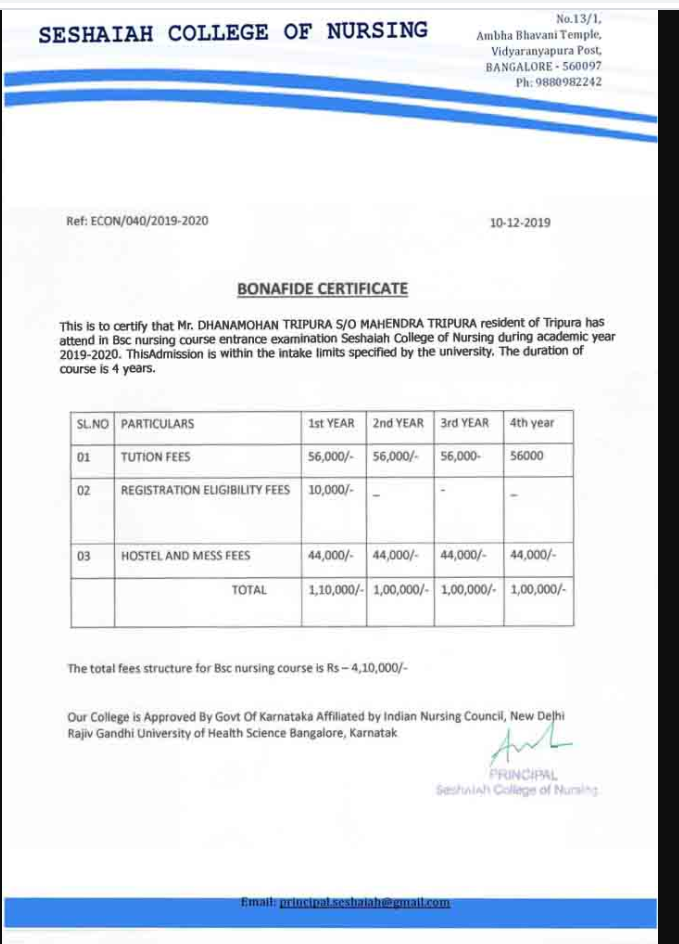 SESHAIAH COLLEGE OF NURSING
No.13/1,
Ambha Bhavani Temple,
Vidyaranyapura Post,
BANGALORE - 560097
Ph: 9880982242
Ref: ECON/040/2019-2020
10-12-2019
BONAFIDE CERTIFICATE
This is to certify that Mr. DHANAMOHAN TRIPURA S/O MAHENDRA TRIPURA resident of Tripura has
attend in Bsc nursing course entrance examination Seshaiah College of Nursing during academic year
2019-2020. ThisAdmission is within the intake limits specified by the university. The duration of
course is 4 years.
SL.NO PARTICULARS 1st YEAR 2nd YEAR 3rd YEAR 4th year
01 TUTION FEES 56,000/- 56,000/- 56,000- 56000
02 REGISTRATION ELIGIBILITY FEES 10,000/- _ - _
03 HOSTEL AND MESS FEES 44,000/- 44,000/- 44,000/- 44,000/-
TOTAL 1,10,000/- 1,00,000/- 1,00,000/- 1,00,000/-
The total fees structure for Bsc nursing course is Rs – 4,10,000/-
Our College is Approved By Govt Of Karnataka Affiliated by Indian Nursing Council, New Delhi
Rajiv Gandhi University of Health Science Bangalore, Karnatak
PRINCIPAL
Seshaiah College of Nursing
Email: principal.seshaiah@gmail.com